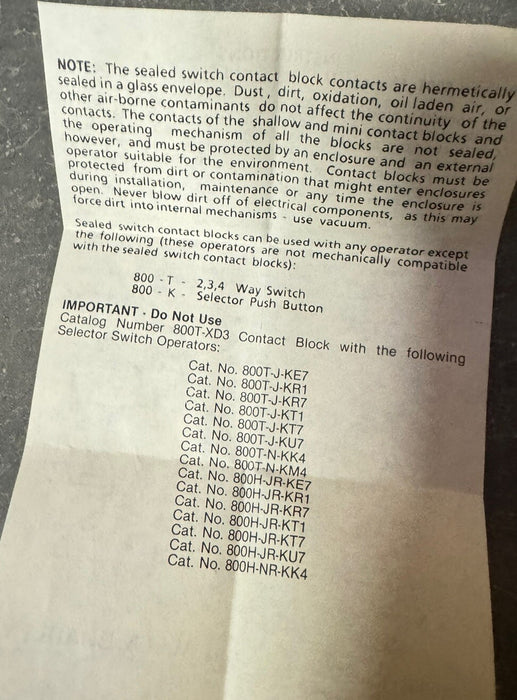 NOTE: The sealed switch contact block contacts are hermetically
sealed in a glass envelope. Dust, dirt, oxidation, oil laden air, or
other air-borne contaminants do not affect the continuity of the
contacts. The contacts of the shallow and mini contact blocks and
the operating mechanism of all the blocks are not sealed,
however, and must be protected by an enclosure and an external
operator suitable for the environment. Contact blocks must be
protected from dirt or contamination that might enter enclosures
during installation, maintenance or any time the enclosure is
open. Never blow dirt off of electrical components, as this may
force dirt into internal mechanisms - use vacuum.
Sealed switch contact blocks can be used with any operator except
the following (these operators are not mechanically compatible
with the sealed switch contact blocks):
800 - T - 2,3,4 Way Switch
800 - K - Selector Push Button
IMPORTANT - Do Not Use
Catalog Number 800T-XD3 Contact Block with the following
Selector Switch Operators:
Cat. No. 800T-J-KE7
Cat. No. 800T-J-KR1
Cat. No. 800T-J-KR7
Cat. No. 800T-J-KT1
Cat. No. 800T-J-KT7
Cat. No. 800T-J-KU7
Cat. No. 800T-N-KK4
Cat. No. 800T-N-KM4
Cat. No. 800H-JR-KE7
Cat. No. 800H-JR-KR1
Cat. No. 800H-JR-KR7
Cat. No. 800H-JR-KT1
Cat. No. 800H-JR-KT7
Cat. No. 800H-JR-KU7
Cat. No. 800H-NR-KK4